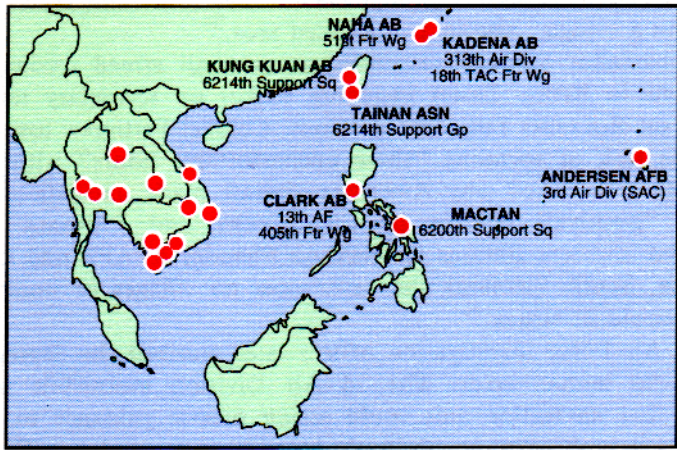 NAHA AB
51st Ftr Wg
KADENA AB
313th Air Div
18th TAC Ftr Wg
KUNG KUAN AB
6214th Support Sq
TAINAN ASN
6214th Support Gp
ANDERSEN AFB
3rd Air Div (SAC)
CLARK AB
13th AF
405th Ftr Wg
MACTAN
6200th Support Sq